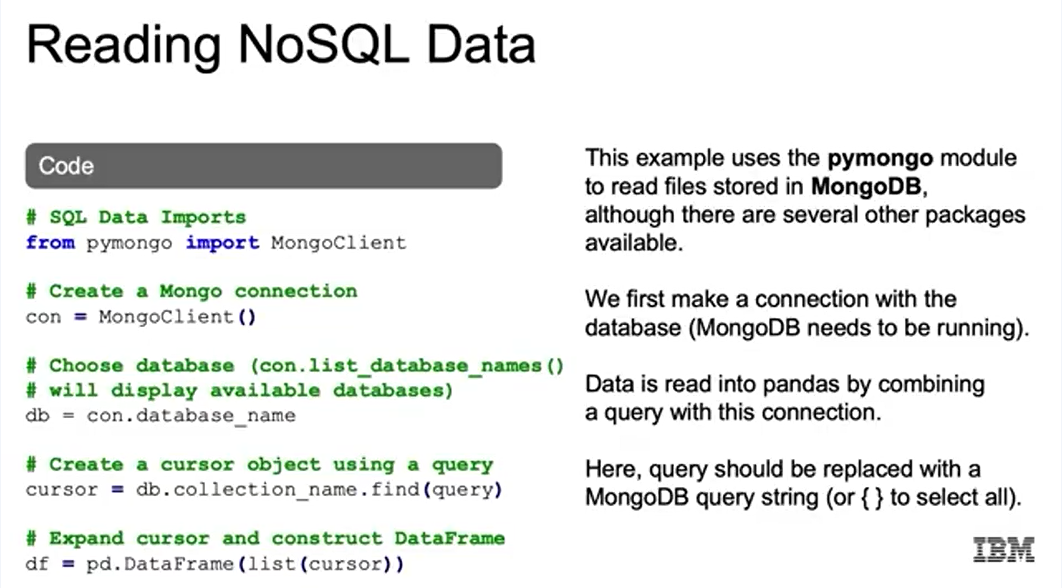 Reading NoSQL Data
Code
# SQL Data Imports
from pymongo import MongoClient
# Create a Mongo connection
con = MongoClient()
# Choose database (con.list_database_names()
# will display available databases)
db = con.database_name
# Create a cursor object using a query
cursor = db.collection_name.find(query)
# Expand cursor and construct DataFrame
df = pd.DataFrame(list(cursor))
This example uses the pymongo module
to read files stored in MongoDB,
although there are several other packages
available.
We first make a connection with the
database (MongoDB needs to be running).
Data is read into pandas by combining
a query with this connection.
Here, query should be replaced with a
MongoDB query string (or { } to select all).
IBM